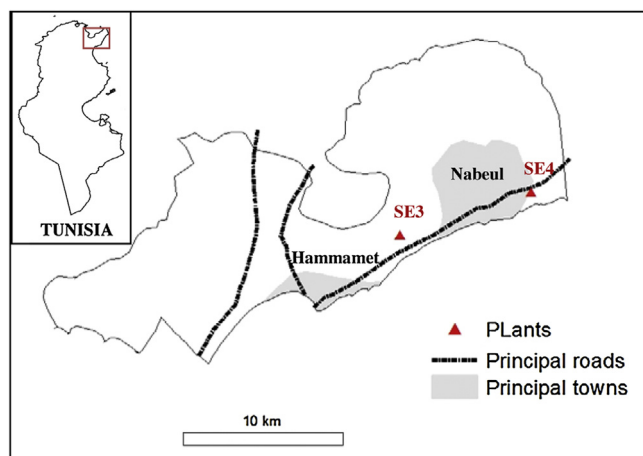 TUNISIA
Nabeul
SE4
SE3
Hammamet
PLants
Principal roads
Principal towns
10 km